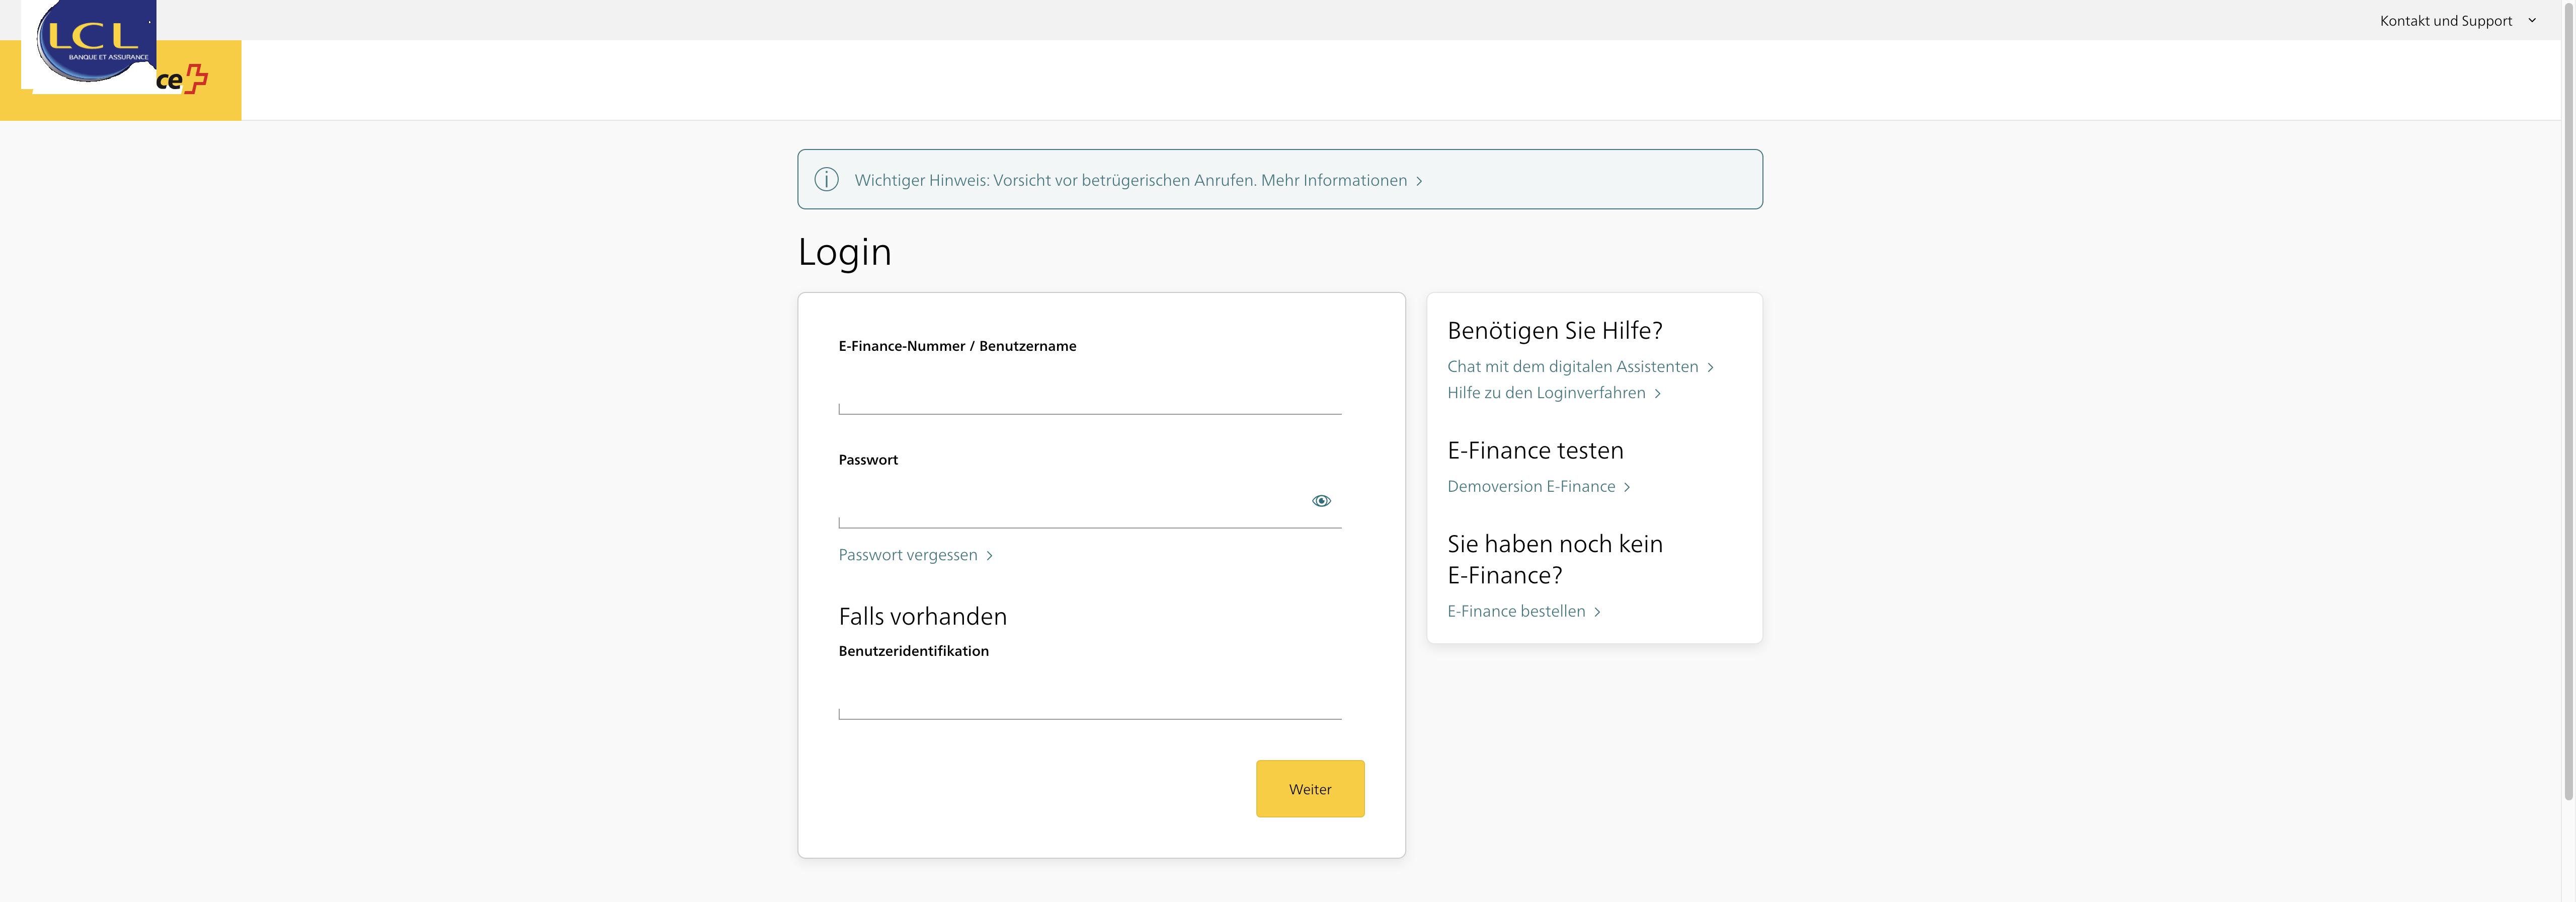 Kontakt und Support
LCL
BANQUE ET ASSURANCE
ce
Wichtiger Hinweis: Vorsicht vor betrügerischen Anrufen. Mehr Informationen
Login
E-Finance-Nummer / Benutzername
Passwort
Passwort vergessen
Falls vorhanden
Benutzeridentifikation
Weiter
Benötigen Sie Hilfe?
Chat mit dem digitalen Assistenten
Hilfe zu den Loginverfahren
E-Finance testen
Demoversion E-Finance
Sie haben noch kein
E-Finance?
E-Finance bestellen